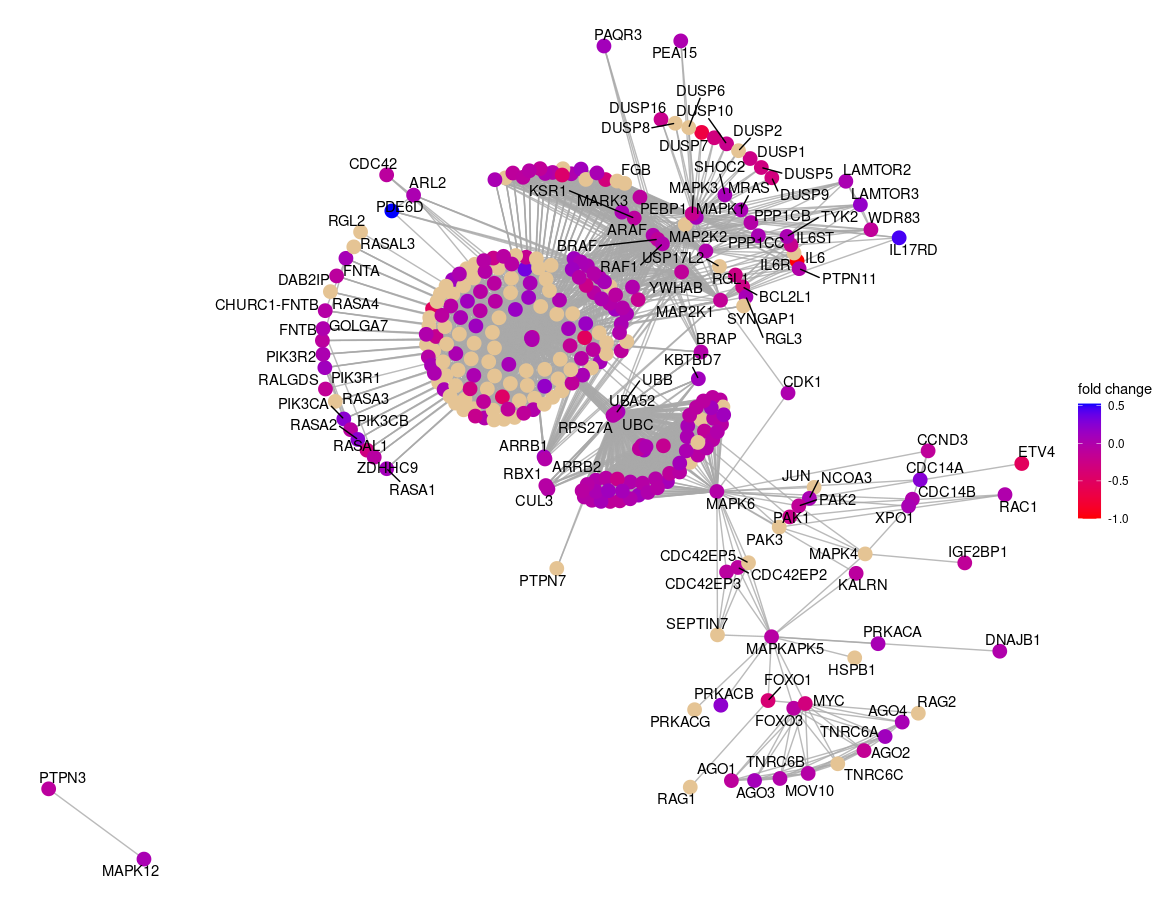 PAQR3
PEA15
DUSP6
DUSP16
DUSP10
DUSP8
DUSP2
DUSP7
DUSP1
CDC42
FGB
SHOC2
DUSP5
LAMTOR2
ARL2
KSR1
MAPK3
MRAS
DUSP9
LAMTOR3
PDE6D
MARK3
PEBP1
MAPK1
PPP1CB
TYK2
WDR83
RGL2
ARAF
MAP2K2
IL6ST
RASAL3
BRAF
PPP1CC
IL17RD
USP17L2
IL6
FNTA
RAF1
IL6R
DAB2IP
RGL1
PTPN11
YWHAB
CHURC1-FNTB
RASA4
BCL2L1
MAP2K1
SYNGAP1
FNTB
GOLGA7
BRAP
RGL3
PIK3R2
KBTBD7
RALGDS
PIK3R1
UBB
CDK1
PIK3CA
RASA3
UBA52
RASA2
PIK3CB
RPS27A
UBC
RASAL1
ARRB1
CCND3
ETV4
ZDHHC9
RBX1
ARRB2
CDC14A
RASA1
JUN
NCOA3
CUL3
MAPK6
PAK2
CDC14B
RAC1
PAK1
XPO1
PAK3
CDC42EP5
MAPK4
IGF2BP1
PTPN7
CDC42EP2
CDC42EP3
KALRN
SEPTIN7
PRKACA
MAPKAPK5
DNAJB1
HSPB1
FOXO1
PRKACB
MYC
RAG2
PRKACG
FOXO3
AGO4
TNRC6A
AGO2
AGO1
TNRC6B
TNRC6C
RAG1
AGO3
MOV10
PTPN3
MAPK12
fold change
0.5
0.0
-0.5
-1.0